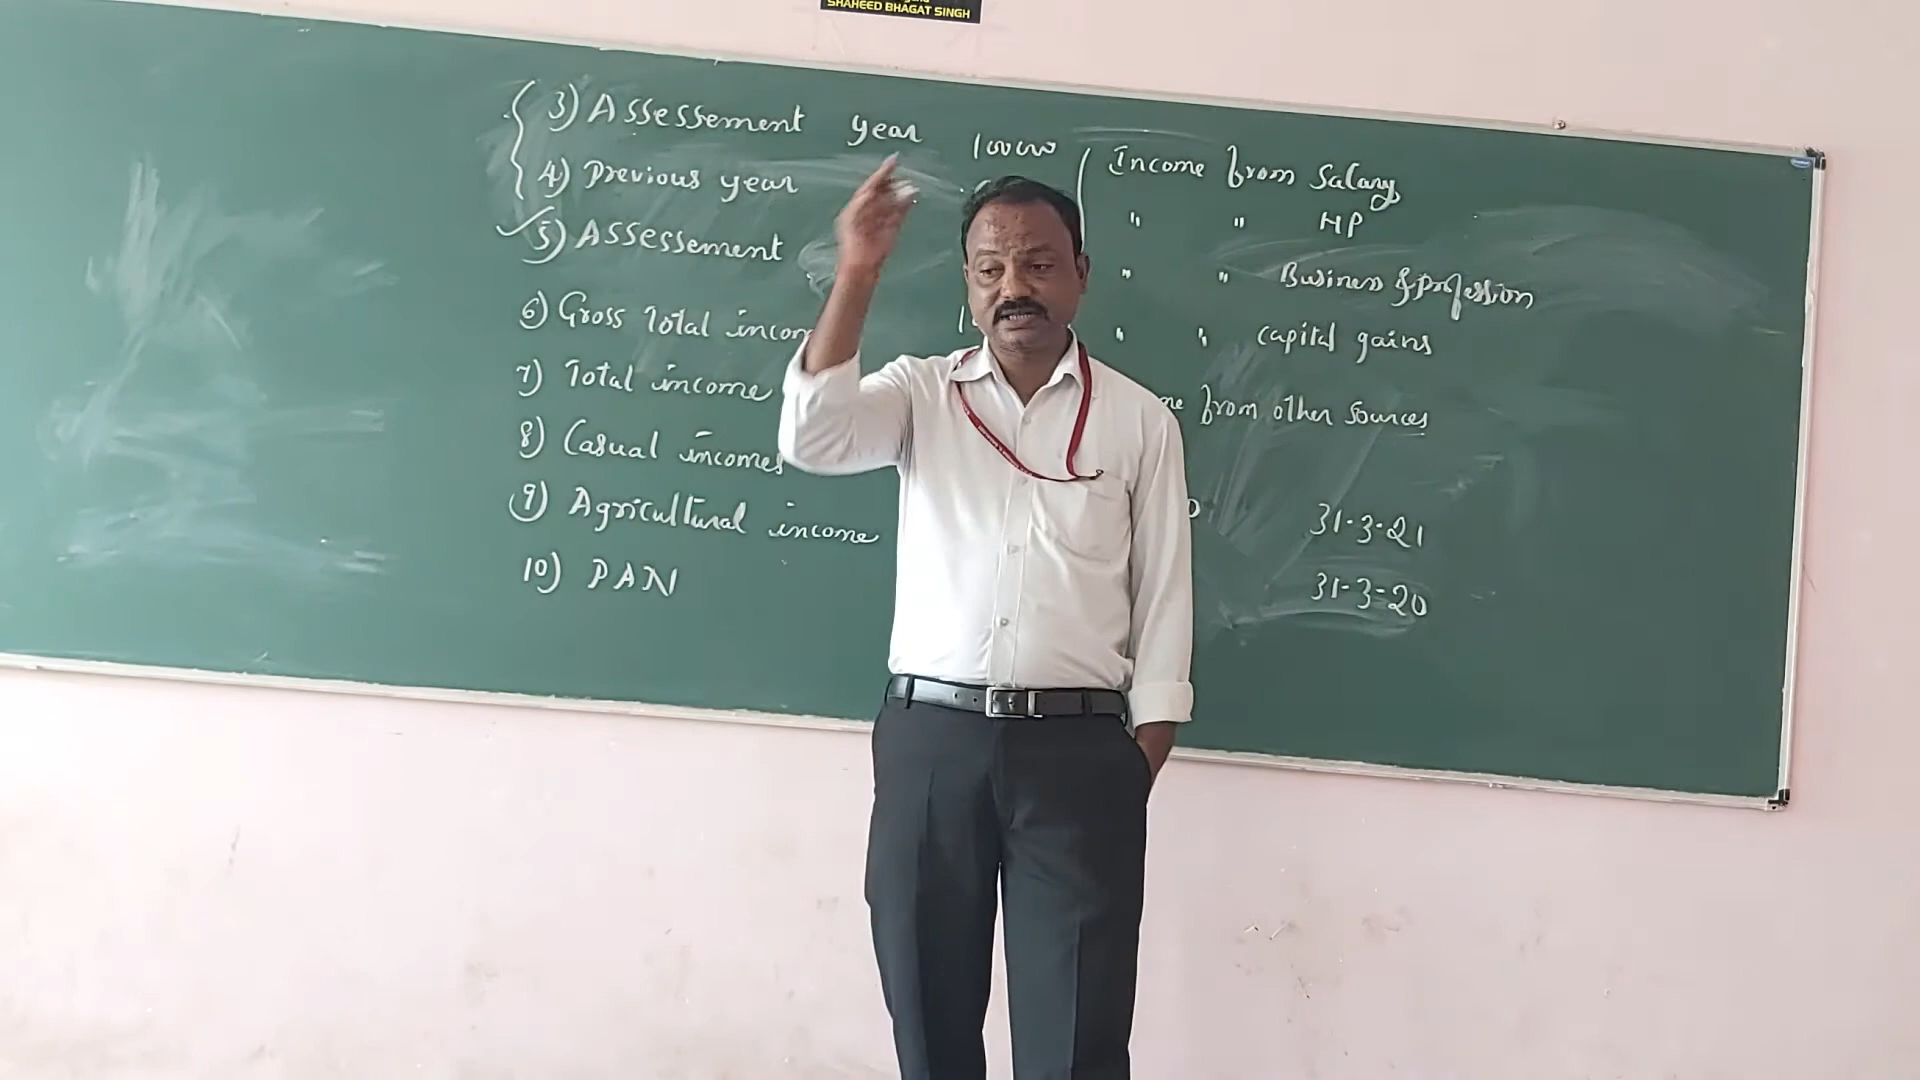 SHAHEED BHAGAT SINGH
3) Assessement year
4) Previous year
5) Assessement
6) Gross Total incom
7) Total income
8) Casual incomes
9) Agricultural income
10) PAN
Income from Salary
" " HP
" " Business & profession
" " capital gains
me from other sources
31-3-21
31-3-20